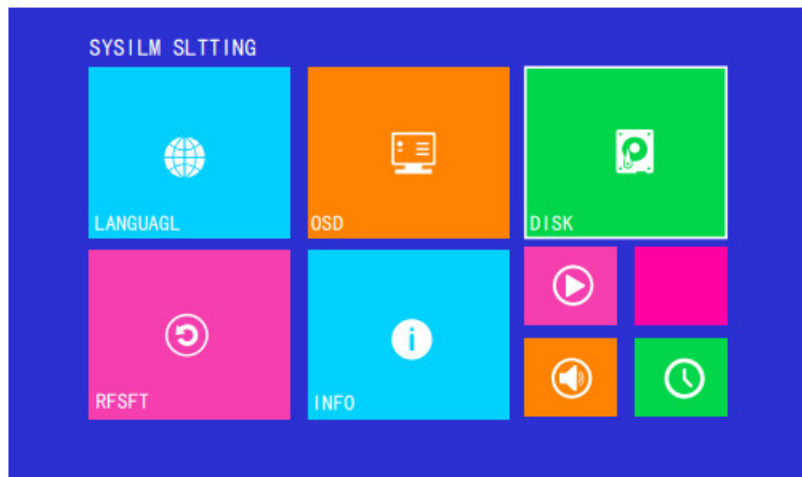 SYSILM SLTTING
LANGUAGL
OSD
DISK
RFSFT
INFO